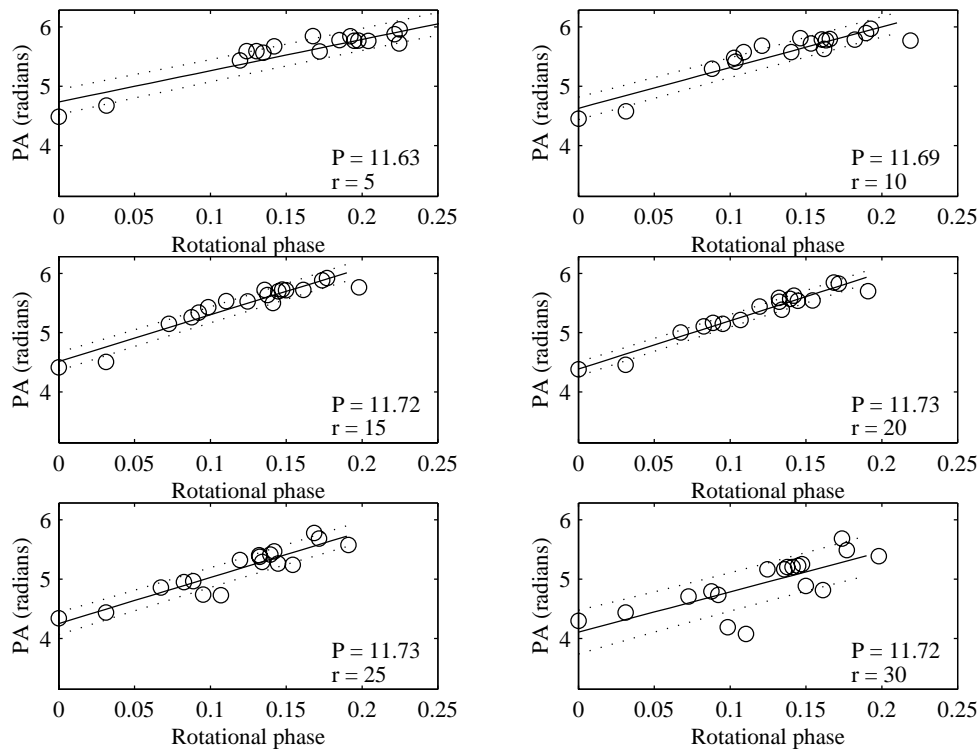 6
5
4
PA (radians)
P = 11.63
r = 5
0 0.05 0.1 0.15 0.2 0.25
Rotational phase
6
5
4
PA (radians)
P = 11.69
r = 10
0 0.05 0.1 0.15 0.2 0.25
Rotational phase
6
5
4
PA (radians)
P = 11.72
r = 15
0 0.05 0.1 0.15 0.2 0.25
Rotational phase
6
5
4
PA (radians)
P = 11.73
r = 20
0 0.05 0.1 0.15 0.2 0.25
Rotational phase
6
5
4
PA (radians)
P = 11.73
r = 25
0 0.05 0.1 0.15 0.2 0.25
Rotational phase
6
5
4
PA (radians)
P = 11.72
r = 30
0 0.05 0.1 0.15 0.2 0.25
Rotational phase